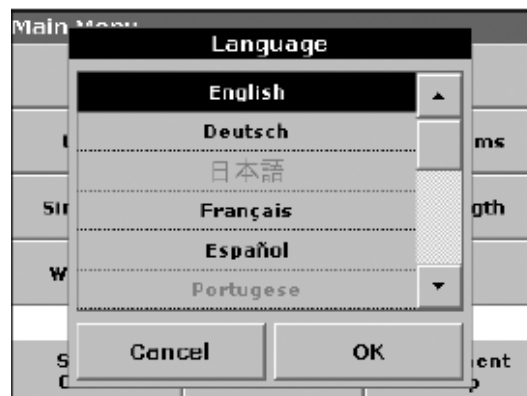 Main Menu
Language
English
Deutsch
日本語
Français
Español
Portugese
Cancel
OK
ms
gth
W
S
ent